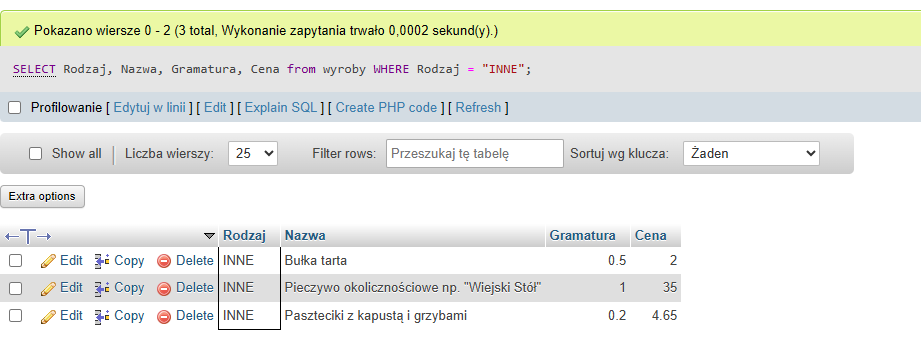 Pokazano wiersze 0 - 2 (3 total, Wykonanie zapytania trwało 0,0002 sekund(y).)
SELECT Rodzaj, Nazwa, Gramatura, Cena from wyroby WHERE Rodzaj = "INNE";
Profilowanie [ Edytuj w linii ] [ Edit ] [ Explain SQL ] [ Create PHP code ] [ Refresh ]
Show all Liczba wierszy: 25 Filter rows: Przeszukaj tę tabelę Sortuj wg klucza: Żaden
Extra options
Rodzaj Nazwa Gramatura Cena
Edit Copy Delete INNE Bułka tarta 0.5 2
Edit Copy Delete INNE Pieczywo okolicznościowe np. "Wiejski Stół" 1 35
Edit Copy Delete INNE Paszteciki z kapustą i grzybami 0.2 4.65